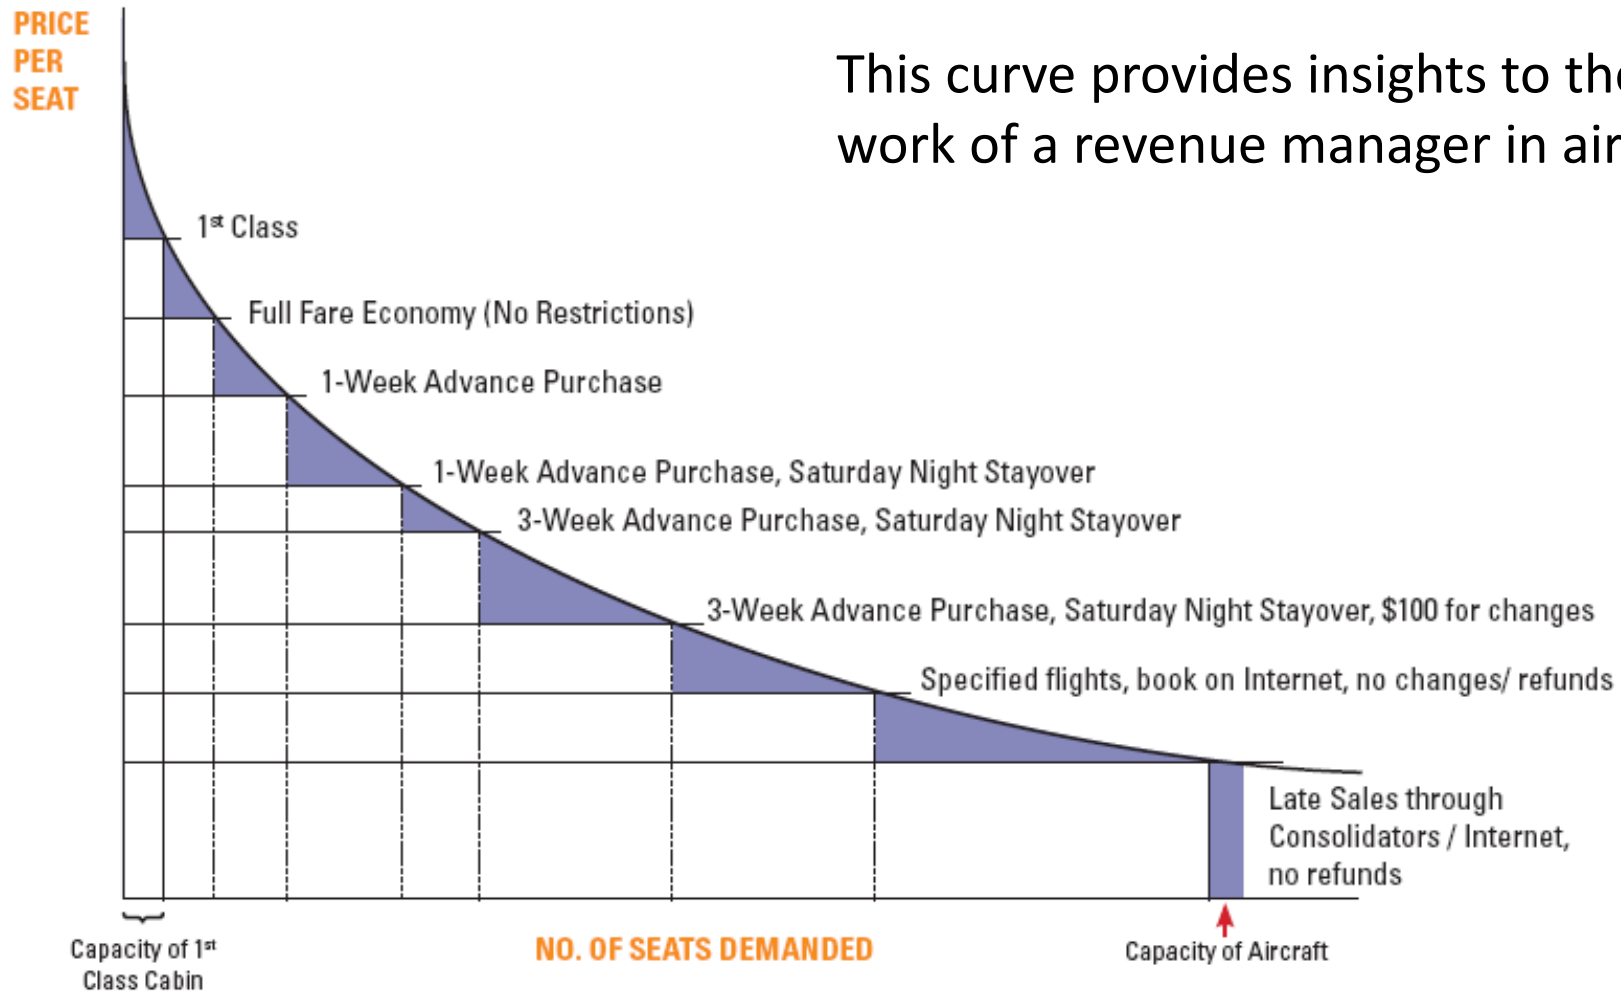 PRICE
PER
SEAT
This curve provides insights to
work of a revenue manager in
1st Class
Full Fare Economy (No Restrictions)
1-Week Advance Purchase
1-Week Advance Purchase, Saturday Night Stayover
3-Week Advance Purchase, Saturday Night Stayover
3-Week Advance Purchase, Saturday Night Stayover, $100 for changes
Specified flights, book on Internet, no changes/ refunds
Late Sales through
Consolidators / Internet,
no refunds
Capacity of 1st
Class Cabin
NO. OF SEATS DEMANDED
Capacity of Aircraft